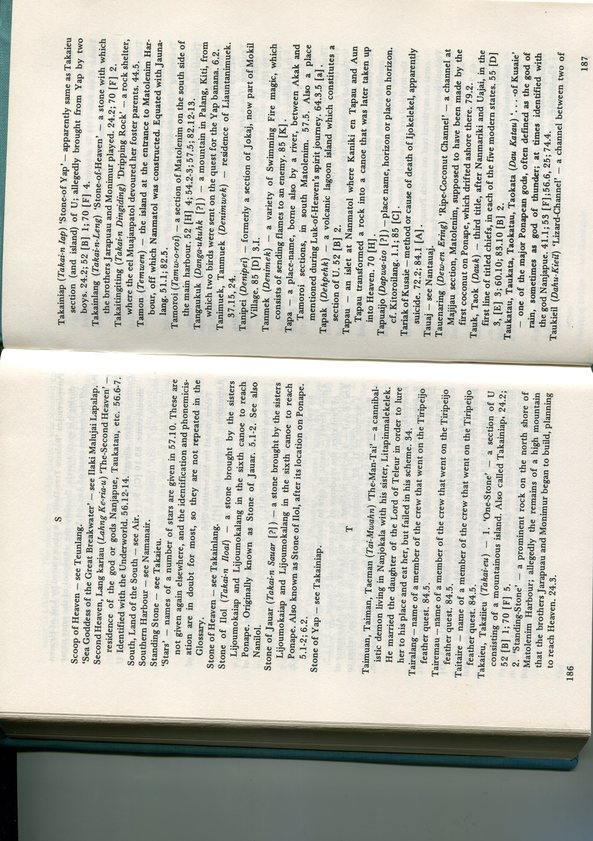 S
Scoop of Heaven — see Teunlang.
'Sea Goddess of the Great Breakwater' — see Ilaki Malujai Lapalap.
Second Heaven, Lang kariau (Lahng Ke-ria-u) 'The-Second Heaven' —
residence of the god or gods Nanjapue, Taukatau, etc. 56.6-7.
Identified with the Underworld. 56.12-14.
South, Land of the South — see Air.
Southern Harbour — see Namanair.
Standing Stone — see Takaieu.
'Stars' — names of a number of stars are given in 57.10. These are
not given again elsewhere, and the identification and phonemicis-
ation are in doubt for most, so they are not repeated in the
Glossary.
Stone of Heaven — see Takainlang.
Stone of Ilol (Takai-n Iloal) — a stone brought by the sisters
Lijoumokaiap and Lijoumokalang in the sixth canoe to reach
Ponape. Originally known as Stone of Jauar. 5.1-2. See also
Nanilol.
Stone of Jauar (Takai-n Sauar [?]) — a stone brought by the sisters
Lijoumokaiap and Lijoumokalang in the sixth canoe to reach
Ponape. Also known as Stone of Ilol, after its location on Ponape.
5.1-2; 6.2.
Stone of Yap — see Takainiap.
T
Taimuan, Taiman, Taeman (Tai-Mwahn) 'The-Man-Tai' — a cannibal-
istic demon living in Nanjokala with his sister, Litapinmalekelek.
He married the daughter of the Lord of Teleur in order to lure
her to his place and eat her, but failed in his scheme. 34.
Tairalang — name of a member of the crew that went on the Tiripeijo
feather quest. 84.5.
Tairemau — name of a member of the crew that went on the Tiripeijo
feather quest. 84.5.
Taitaire — name of a member of the crew that went on the Tiripeijo
feather quest. 84.5.
Takaieu, Takaiieu (Takai-eu) — 1. 'One-Stone' — a section of U
consisting of a mountainous island. Also called Takainiap. 24.2;
52 [B] 1; 70 [F] 5.
2. 'Standing-Stone' — a prominent rock on the north shore of
Matolenim Harbour; allegedly the remains of a high mountain
that the brothers Jarapuau and Monimur began to build, planning
to reach Heaven. 24.3.
186
Takainiap (Takai-n Iap) 'Stone-of Yap' — apparently same as Takaieu
section (and island) of U; allegedly brought from Yap by two
boys. 24.2; 52 [B] 1; 70 [F] 4.
Takainlang (Takai-n-Leng) 'Stone-of-Heaven' — a stone with which
the brothers Jarapuau and Monimur played. 24.2; 70 [F] 2.
Takaitingiting (Takai-n Dingiding) 'Dripping Rock' — a rock shelter,
where the eel Muajanpatol devoured her foster parents. 44.5.
Tamon (Temwen) — the island at the entrance to Matolenim Har-
bour, off which Nanmatol was constructed. Equated with Jauna-
lang. 51.1; 82.5.
Tamoroi (Tamw-o-roi) — a section of Matolenim on the south side of
the main harbour. 52 [H] 4; 54.2-3; 57.5; 82.12-13.
Tangaukuk (Danga-ukuhk [?]) — a mountain in Palang, Kiti, from
which two birds were sent on the quest for the Yap banana. 6.2.
Tanimuek, Tanmuek (Denimwek) — residence of Liauntanimuek.
37.15, 24.
Tanipei (Denipei) — formerly a section of Jokaj, now part of Mokil
Village. 85 [D] 3.I.
Tanmek (Denimek) — a variety of Swimming Fire magic, which
consists of sending flames to an enemy. 85 [K].
Tapa — a place-name, borne also by a river, between Akak and
Tamoroi sections, in south Matolenim. 57.5. Also a place
mentioned during Luk-of-Heaven's spirit journey. 64.3.5 [a].
Tapak (Dehpehk) — a volcanic lagoon island which constitutes a
section of U. 52 [B] 2.
Tapau — an islet at Nanmatol where Kaniki en Tapau and Aun
Tapau transformed a rock into a canoe that was later taken up
into Heaven. 70 [H].
Tapuaijo (Dapwa-iso [?]) — place name, horizon or place on horizon.
cf. Kitoroilang. 1.1; 85 [C].
Tariak of Kusaie — method or cause of death of Ijokelekel, apparently
suicide. 72.2; 84.1 [A].
Tauaj — see Nantauaj.
Tauenaring (Dew-en Ering) 'Ripe-Coconut Channel' — a channel at
Majijau section, Matolenim, supposed to have been made by the
first coconut on Ponape, which drifted ashore there. 79.2.
Tauk, Taok (Dauk) — third title, after Nanmariki and Uajai, in the
first line of titled chiefs, in each of the five modern states. 55 [D]
3, [E] 3; 60.10; 83.10 [B] 2.
Taukatau, Taukata, Taokatau, Taokata (Dau Katau) '. . . -of Kusaie'
— one of the major Ponapean gods, often defined as the god of
rain, sometimes as god of thunder; at times identified with
the god Nanjapue. 41.1; 53 [F]; 56.6, 25; 74.4.
Taukieil (Dahu-Kieil) 'Lizard-Channel' — a channel between two of
187